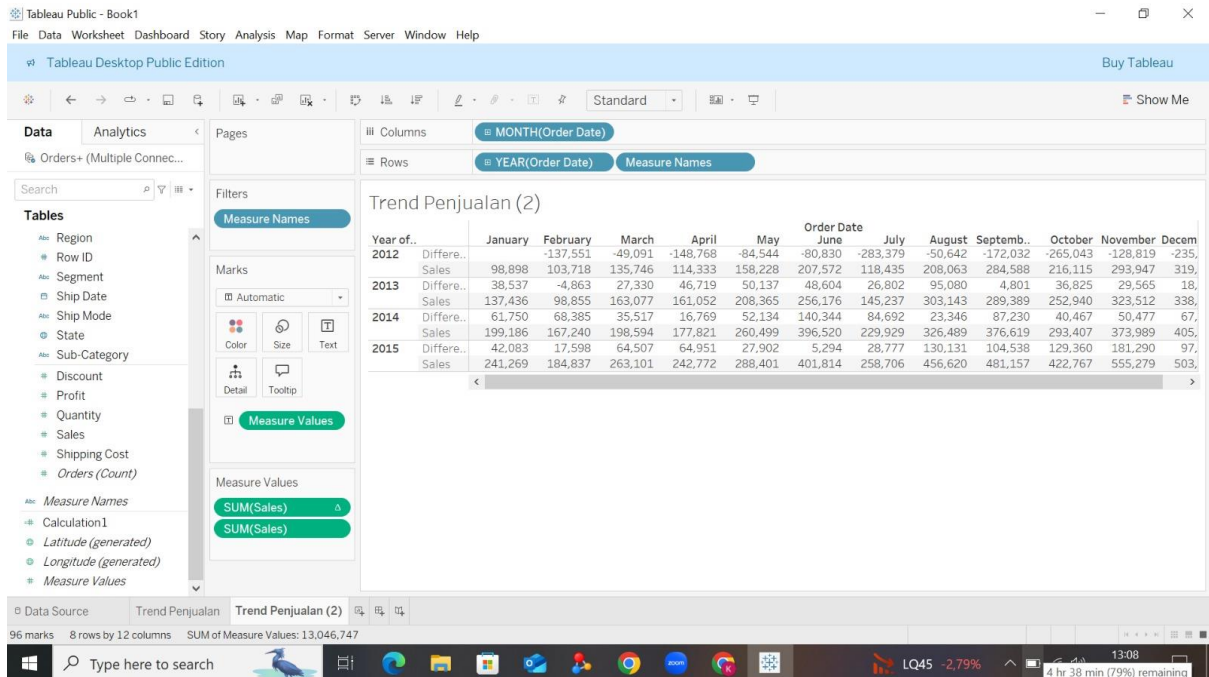 Tableau Public - Book1
File Data Worksheet Dashboard Story Analysis Map Format Server Window Help
Tableau Desktop Public Edition Buy Tableau
Standard Show Me
Data Analytics Pages Columns MONTH(Order Date)
Orders+ (Multiple Connec... Rows YEAR(Order Date) Measure Names
Search Filters
Measure Names
Trend Penjualan (2)
Tables
Abc Region
# Row ID
Abc Segment
Ship Date
Abc Ship Mode
State
Abc Sub-Category
# Discount
# Profit
# Quantity
# Sales
# Shipping Cost
# Orders (Count)
Abc Measure Names
=# Calculation1
Latitude (generated)
Longitude (generated)
# Measure Values
Marks
Automatic
Color Size Text
Detail Tooltip
Measure Values
Measure Values
SUM(Sales) Δ
SUM(Sales)
Order Date
Year of.. January February March April May June July August Septemb.. October November Decem
2012 Differe.. -137,551 -49,091 -148,768 -84,544 -80,830 -283,379 -50,642 -172,032 -265,043 -128,819 -235,
Sales 98,898 103,718 135,746 114,333 158,228 207,572 118,435 208,063 284,588 216,115 293,947 319,
2013 Differe.. 38,537 -4,863 27,330 46,719 50,137 48,604 26,802 95,080 4,801 36,825 29,565 18,
Sales 137,436 98,855 163,077 161,052 208,365 256,176 145,237 303,143 289,389 252,940 323,512 338,
2014 Differe.. 61,750 68,385 35,517 16,769 52,134 140,344 84,692 23,346 87,230 40,467 50,477 67,
Sales 199,186 167,240 198,594 177,821 260,499 396,520 229,929 326,489 376,619 293,407 373,989 405,
2015 Differe.. 42,083 17,598 64,507 64,951 27,902 5,294 28,777 130,131 104,538 129,360 181,290 97,
Sales 241,269 184,837 263,101 242,772 288,401 401,814 258,706 456,620 481,157 422,767 555,279 503,
Data Source Trend Penjualan Trend Penjualan (2)
96 marks 8 rows by 12 columns SUM of Measure Values: 13,046,747
Type here to search zoom LQ45 -2,79% 13:08
4 hr 38 min (79%) remaining